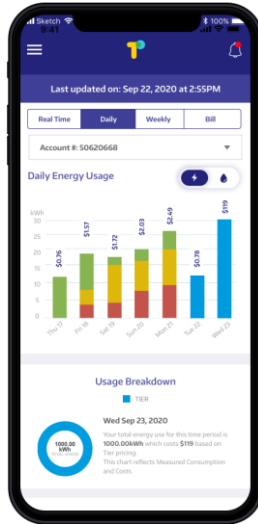 Sketch 100%
9:41
Last updated on: Sep 22, 2020 at 2:55PM
Real Time Daily Weekly Bill
Account #: 50620668
Daily Energy Usage
kWh
30
25
20
15
10
5
0
$0.76 $1.57 $1.72 $2.03 $2.49 $0.78 $119
Thu 17 Fri 18 Sat 19 Sun 20 Mon 21 Tue 22 Wed 23
Usage Breakdown
TIER
Wed Sep 23, 2020
Your total energy use for this time period is
1000.00kWh which costs $119 based on
Tier pricing.
This chart reflects Measured Consumption
and Costs.
1000.00
kWh